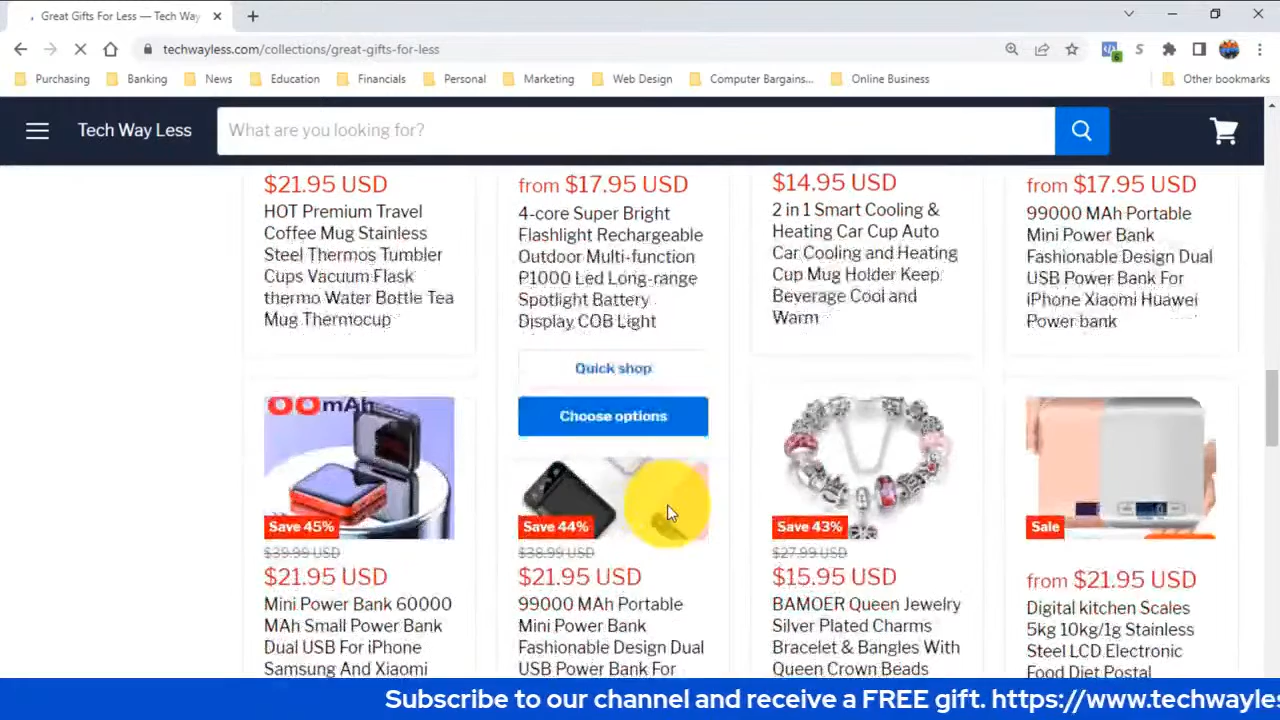 Great Gifts For Less — Tech Way
techwayless.com/collections/great-gifts-for-less
Purchasing Banking News Education Financials Personal Marketing Web Design Computer Bargains... Online Business Other bookmarks
Tech Way Less What are you looking for?
$21.95 USD
HOT Premium Travel
Coffee Mug Stainless
Steel Thermos Tumbler
Cups Vacuum Flask
thermo Water Bottle Tea
Mug Thermocup
from $17.95 USD
4-core Super Bright
Flashlight Rechargeable
Outdoor Multi-function
P1000 Led Long-range
Spotlight Battery
Display COB Light
Quick shop
Choose options
$14.95 USD
2 in 1 Smart Cooling &
Heating Car Cup Auto
Car Cooling and Heating
Cup Mug Holder Keep
Beverage Cool and
Warm
from $17.95 USD
99000 MAh Portable
Mini Power Bank
Fashionable Design Dual
USB Power Bank For
iPhone Xiaomi Huawei
Power bank
00mAh
Save 45%
$39.99 USD
$21.95 USD
Mini Power Bank 60000
MAh Small Power Bank
Dual USB For iPhone
Samsung And Xiaomi
Save 44%
$38.99 USD
$21.95 USD
99000 MAh Portable
Mini Power Bank
Fashionable Design Dual
USB Power Bank For
Save 43%
$27.99 USD
$15.95 USD
BAMOER Queen Jewelry
Silver Plated Charms
Bracelet & Bangles With
Queen Crown Beads
Sale
from $21.95 USD
Digital kitchen Scales
5kg 10kg/1g Stainless
Steel LCD Electronic
Food Diet Postal
Subscribe to our channel and receive a FREE gift. https://www.techwayles